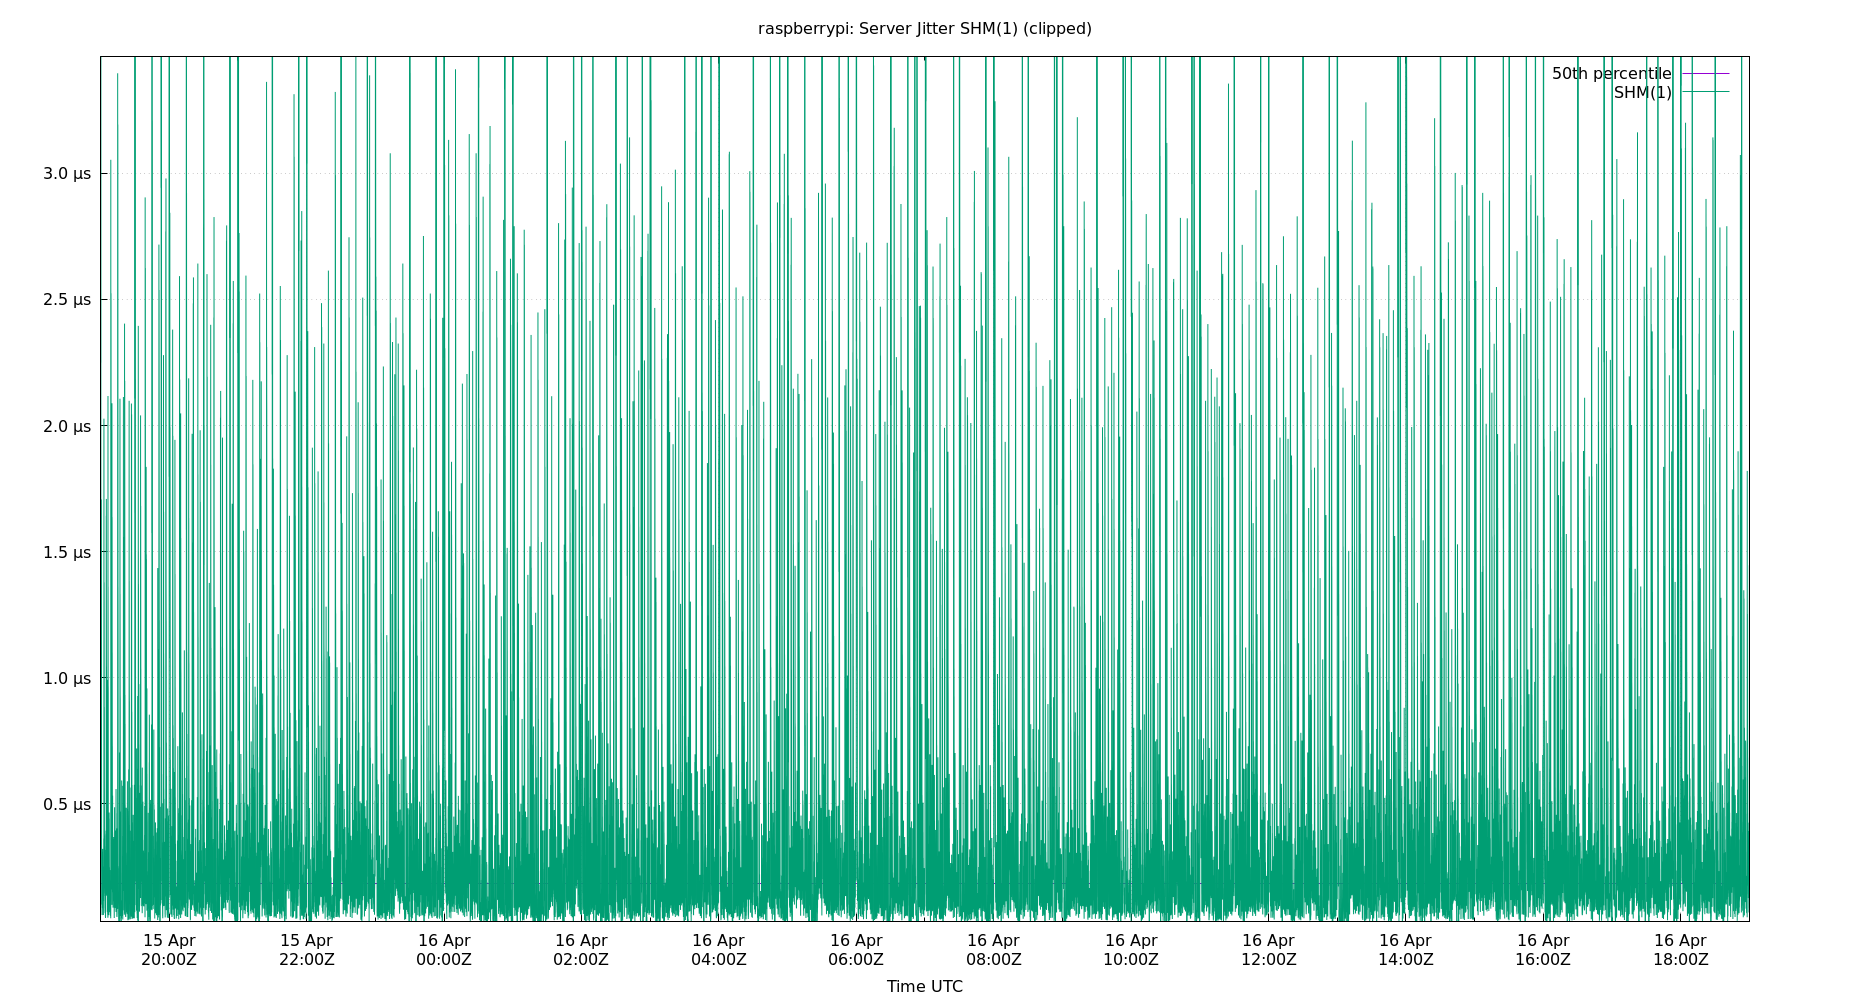 raspberrypi: Server Jitter SHM(1) (clipped)
50th percentile
SHM(1)
3.0 µs
2.5 µs
2.0 µs
1.5 µs
1.0 µs
0.5 µs
15 Apr 15 Apr 16 Apr 16 Apr 16 Apr 16 Apr 16 Apr 16 Apr 16 Apr 16 Apr 16 Apr 16 Apr
20:00Z 22:00Z 00:00Z 02:00Z 04:00Z 06:00Z 08:00Z 10:00Z 12:00Z 14:00Z 16:00Z 18:00Z
Time UTC